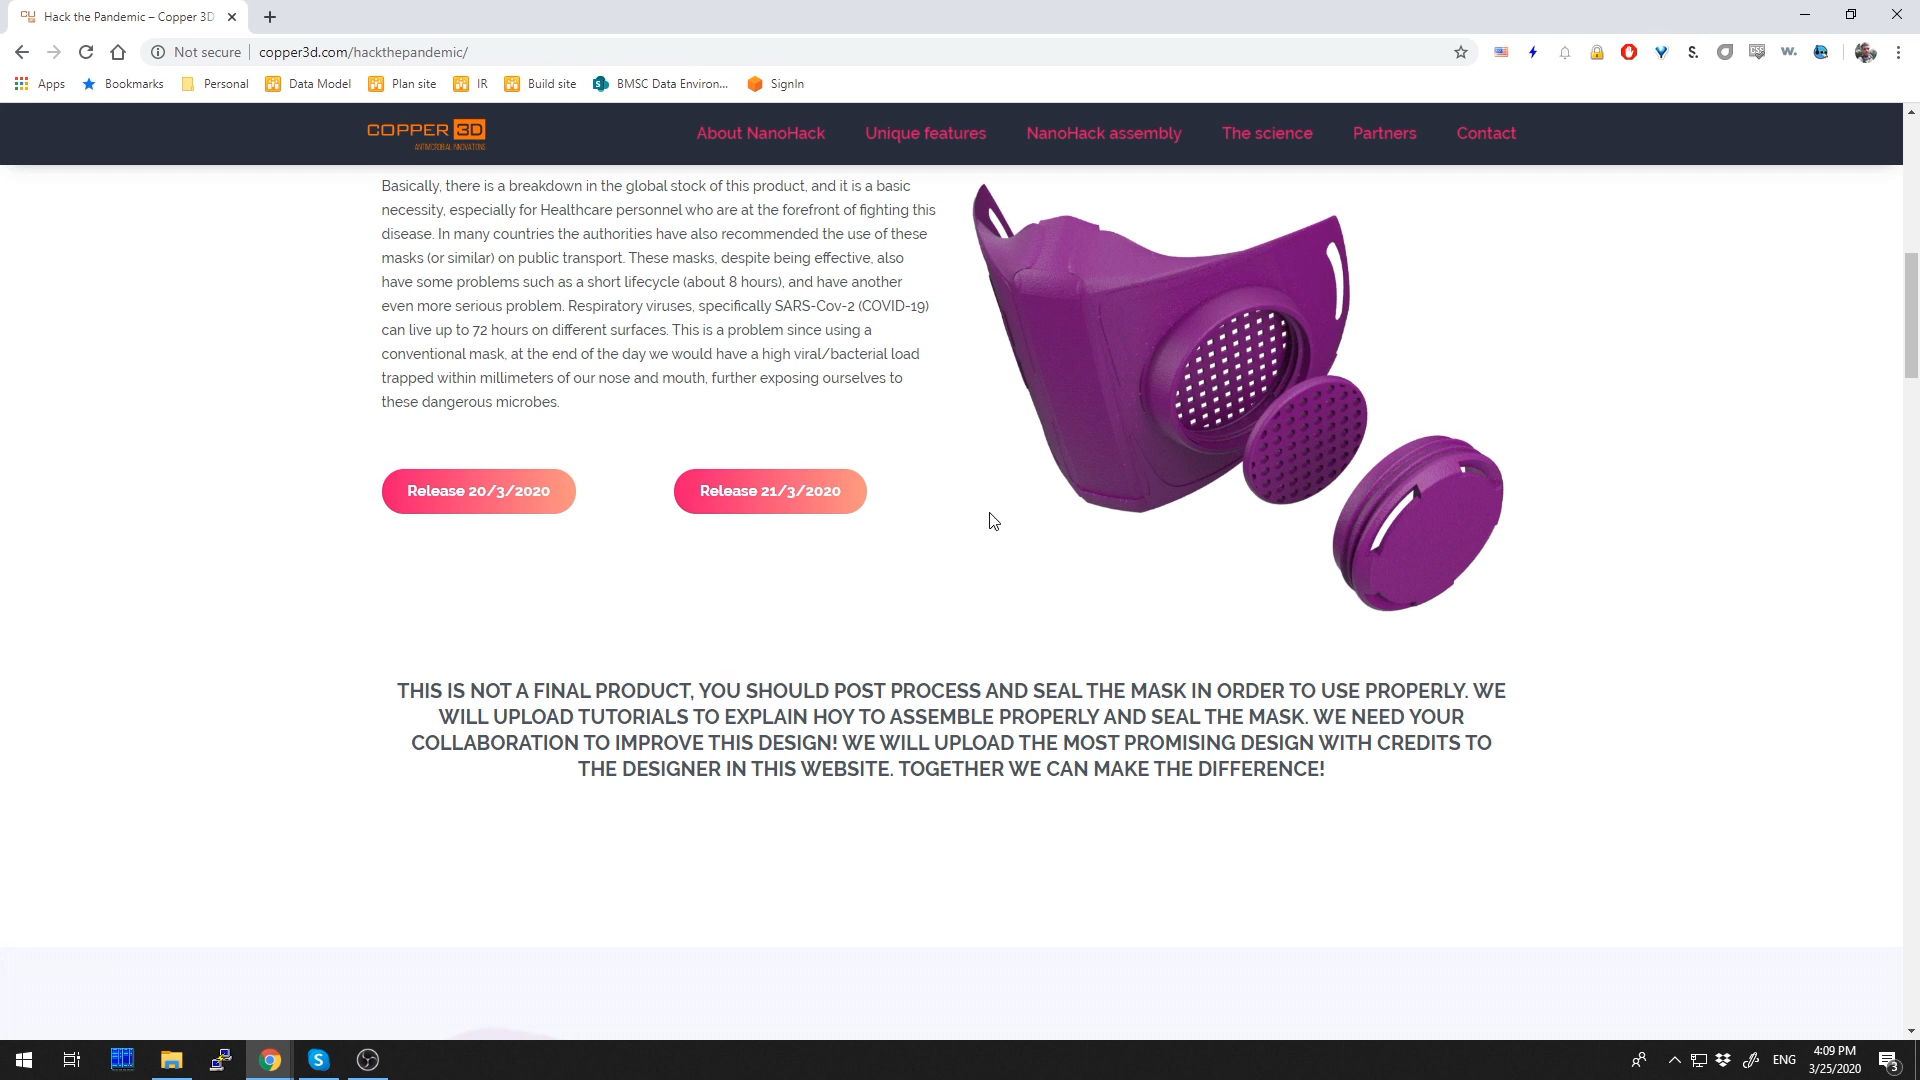 Hack the Pandemic – Copper 3D
Not secure
copper3d.com/hackthepandemic/
Apps
Bookmarks
Personal
Data Model
Plan site
IR
Build site
BMSC Data Environ...
SignIn
COPPER 3D
ANTIMICROBIAL INNOVATIONS
About NanoHack
Unique features
NanoHack assembly
The science
Partners
Contact
Basically, there is a breakdown in the global stock of this product, and it is a basic
necessity, especially for Healthcare personnel who are at the forefront of fighting this
disease. In many countries the authorities have also recommended the use of these
masks (or similar) on public transport. These masks, despite being effective, also
have some problems such as a short lifecycle (about 8 hours), and have another
even more serious problem. Respiratory viruses, specifically SARS-Cov-2 (COVID-19)
can live up to 72 hours on different surfaces. This is a problem since using a
conventional mask, at the end of the day we would have a high viral/bacterial load
trapped within millimeters of our nose and mouth, further exposing ourselves to
these dangerous microbes.
Release 20/3/2020
Release 21/3/2020
THIS IS NOT A FINAL PRODUCT, YOU SHOULD POST PROCESS AND SEAL THE MASK IN ORDER TO USE PROPERLY. WE
WILL UPLOAD TUTORIALS TO EXPLAIN HOY TO ASSEMBLE PROPERLY AND SEAL THE MASK. WE NEED YOUR
COLLABORATION TO IMPROVE THIS DESIGN! WE WILL UPLOAD THE MOST PROMISING DESIGN WITH CREDITS TO
THE DESIGNER IN THIS WEBSITE. TOGETHER WE CAN MAKE THE DIFFERENCE!
ENG
4:09 PM
3/25/2020
3